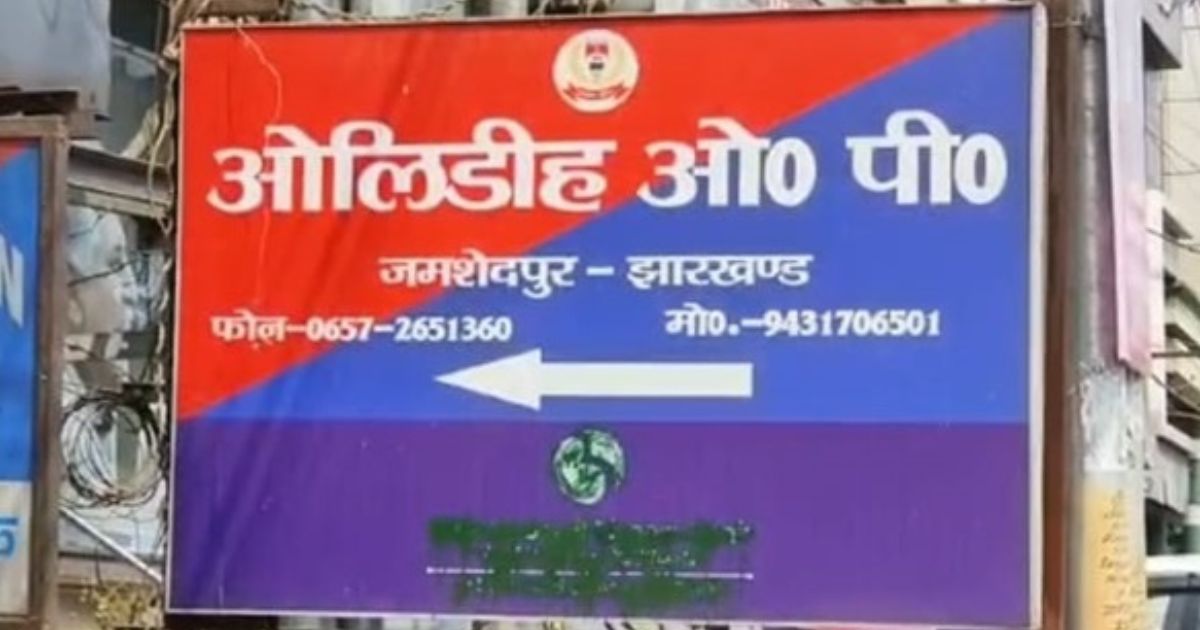 ओलिडीह ओ0 पी0
जमशेदपुर - झारखण्ड
फोन-0657-2651360 मो0.-9431706501
N